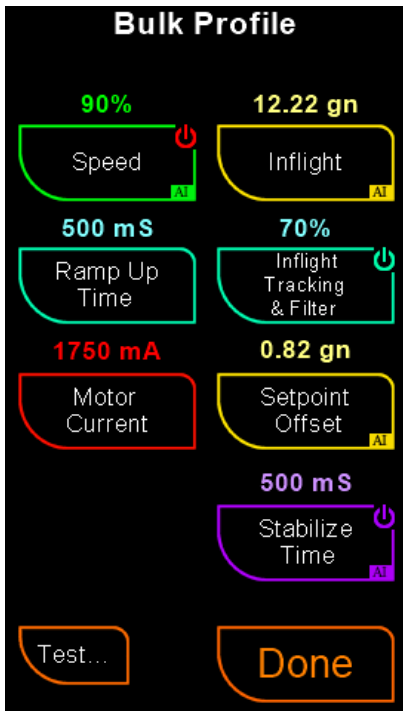 Bulk Profile
90%
Speed
AI
12.22 gn
Inflight
AI
500 mS
Ramp Up
Time
70%
Inflight
Tracking
& Filter
1750 mA
Motor
Current
0.82 gn
Setpoint
Offset
AI
500 mS
Stabilize
Time
AI
Test...
Done